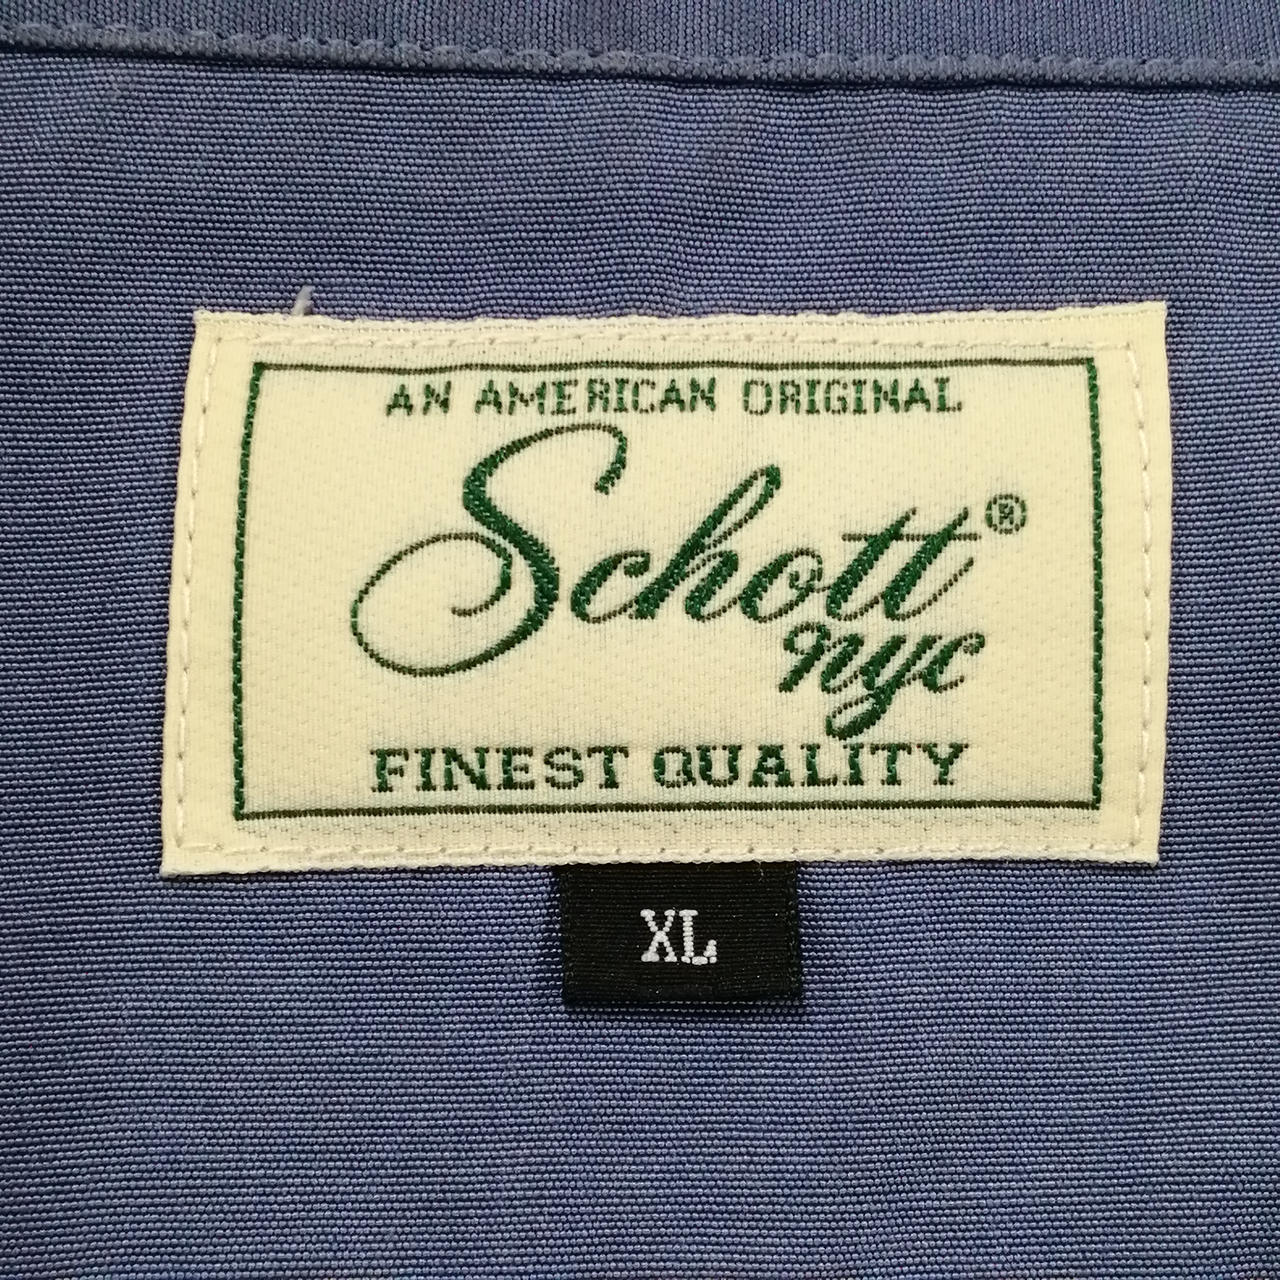 AN AMERICAN ORIGINAL
Schott®
nyc
FINEST QUALITY
XL